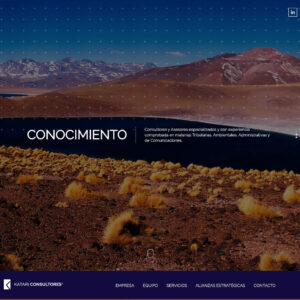 in
CONOCIMIENTO
Consultores y Asesores especializados y con experiencia
comprobada en materias Tributarias, Ambientales, Administrativas y
de Comunicaciones.
KATARI CONSULTORES
EMPRESA EQUIPO SERVICIOS ALIANZAS ESTRATÉGICAS CONTACTO